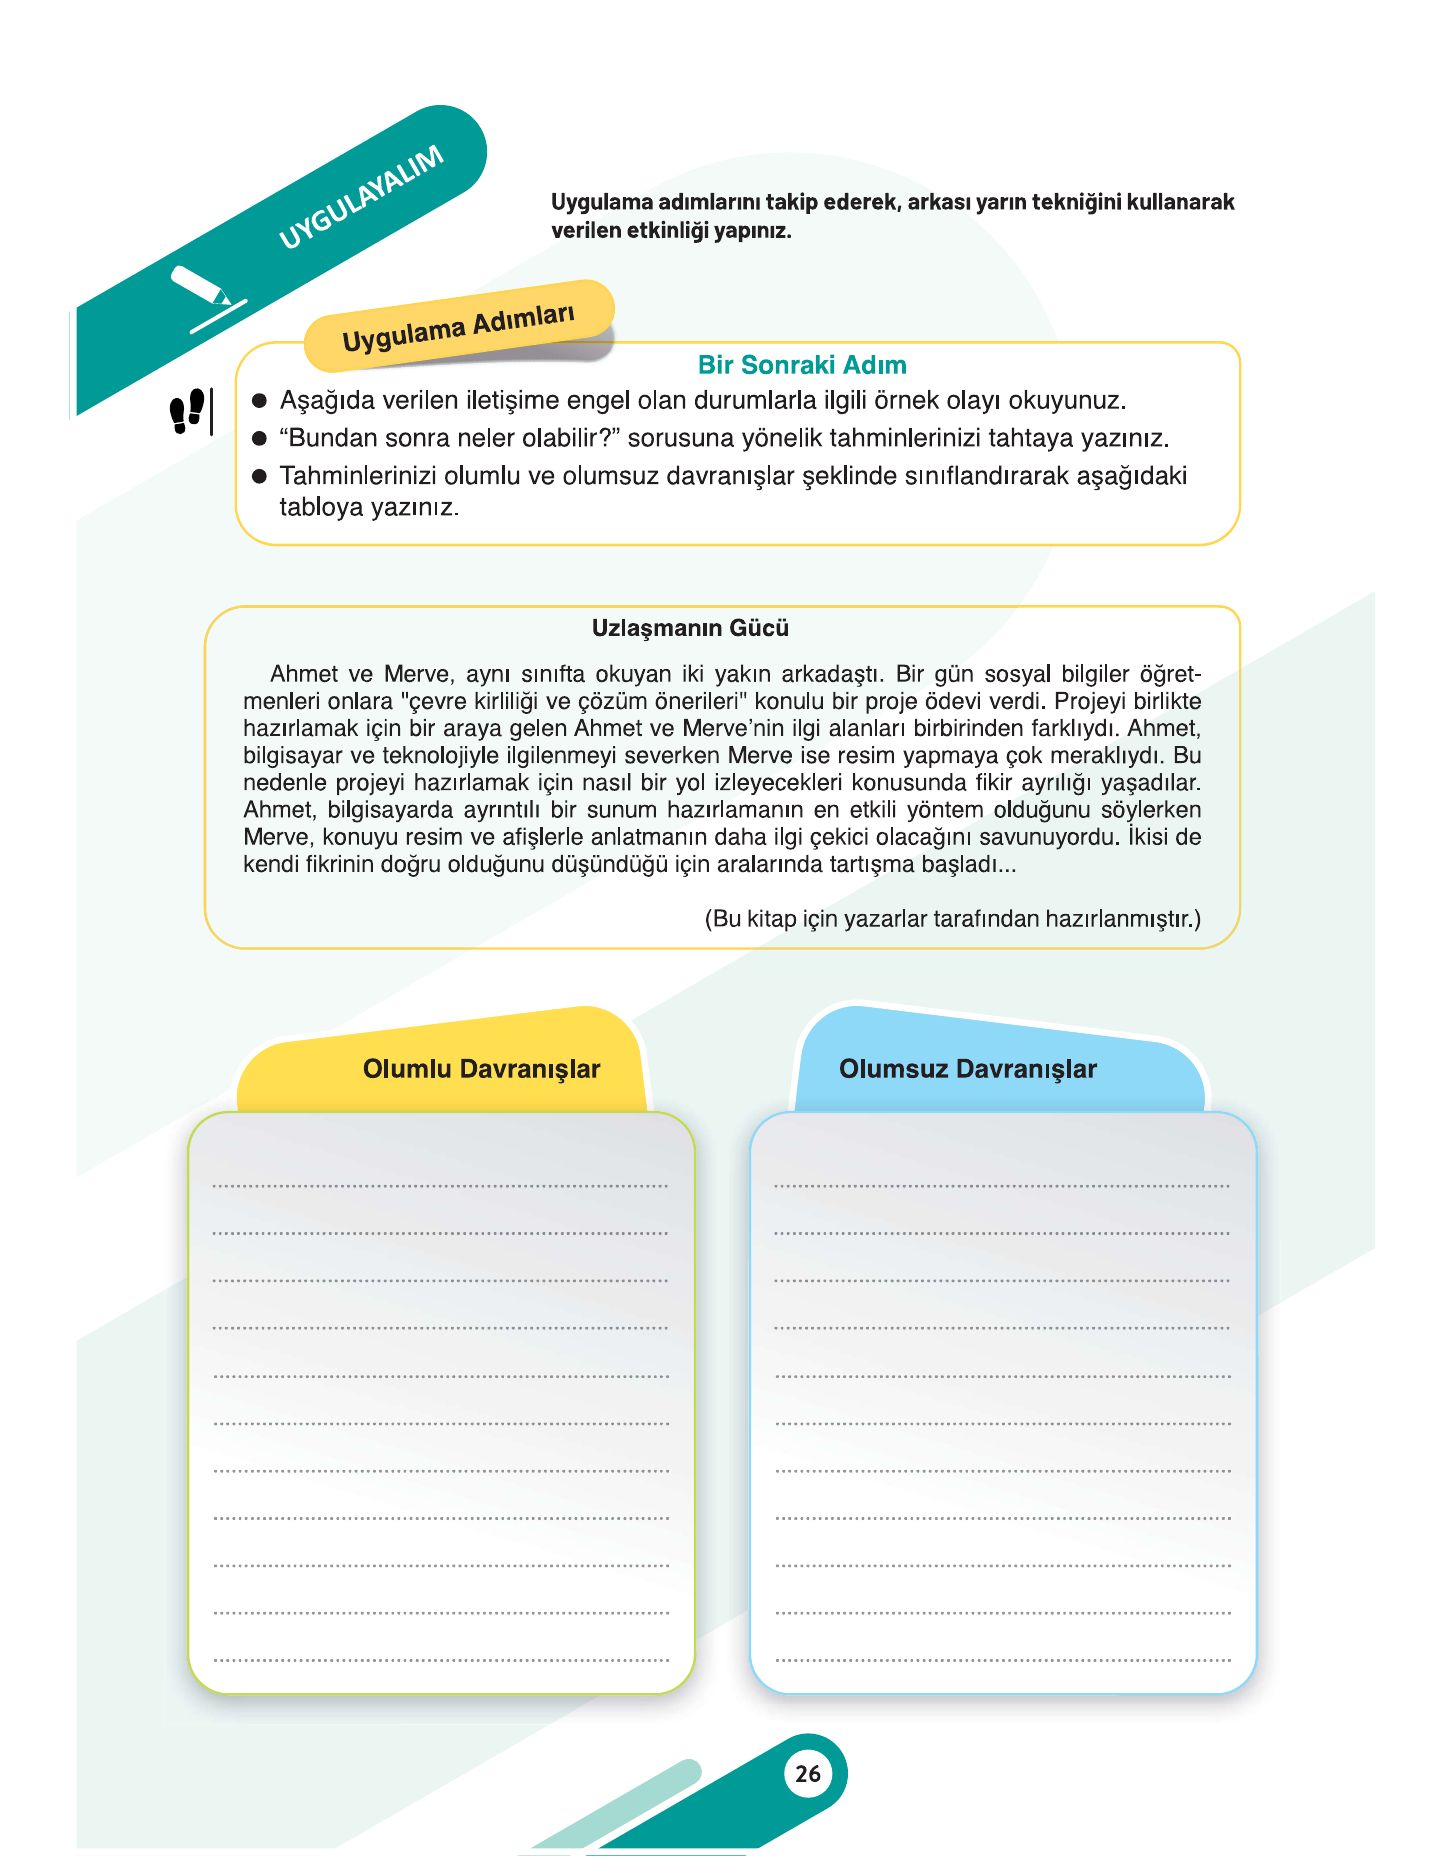 UYGULAYALIM
Uygulama adımlarını takip ederek, arkası yarın tekniğini kullanarak
verilen etkinliği yapınız.
Uygulama Adımları
Bir Sonraki Adım
● Aşağıda verilen iletişime engel olan durumlarla ilgili örnek olayı okuyunuz.
● “Bundan sonra neler olabilir?” sorusuna yönelik tahminlerinizi tahtaya yazınız.
● Tahminlerinizi olumlu ve olumsuz davranışlar şeklinde sınıflandırarak aşağıdaki
tabloya yazınız.
Uzlaşmanın Gücü
Ahmet ve Merve, aynı sınıfta okuyan iki yakın arkadaştı. Bir gün sosyal bilgiler öğret-
menleri onlara "çevre kirliliği ve çözüm önerileri" konulu bir proje ödevi verdi. Projeyi birlikte
hazırlamak için bir araya gelen Ahmet ve Merve’nin ilgi alanları birbirinden farklıydı. Ahmet,
bilgisayar ve teknolojiyle ilgilenmeyi severken Merve ise resim yapmaya çok meraklıydı. Bu
nedenle projeyi hazırlamak için nasıl bir yol izleyecekleri konusunda fikir ayrılığı yaşadılar.
Ahmet, bilgisayarda ayrıntılı bir sunum hazırlamanın en etkili yöntem olduğunu söylerken
Merve, konuyu resim ve afişlerle anlatmanın daha ilgi çekici olacağını savunuyordu. İkisi de
kendi fikrinin doğru olduğunu düşündüğü için aralarında tartışma başladı...
(Bu kitap için yazarlar tarafından hazırlanmıştır.)
Olumlu Davranışlar
Olumsuz Davranışlar
26